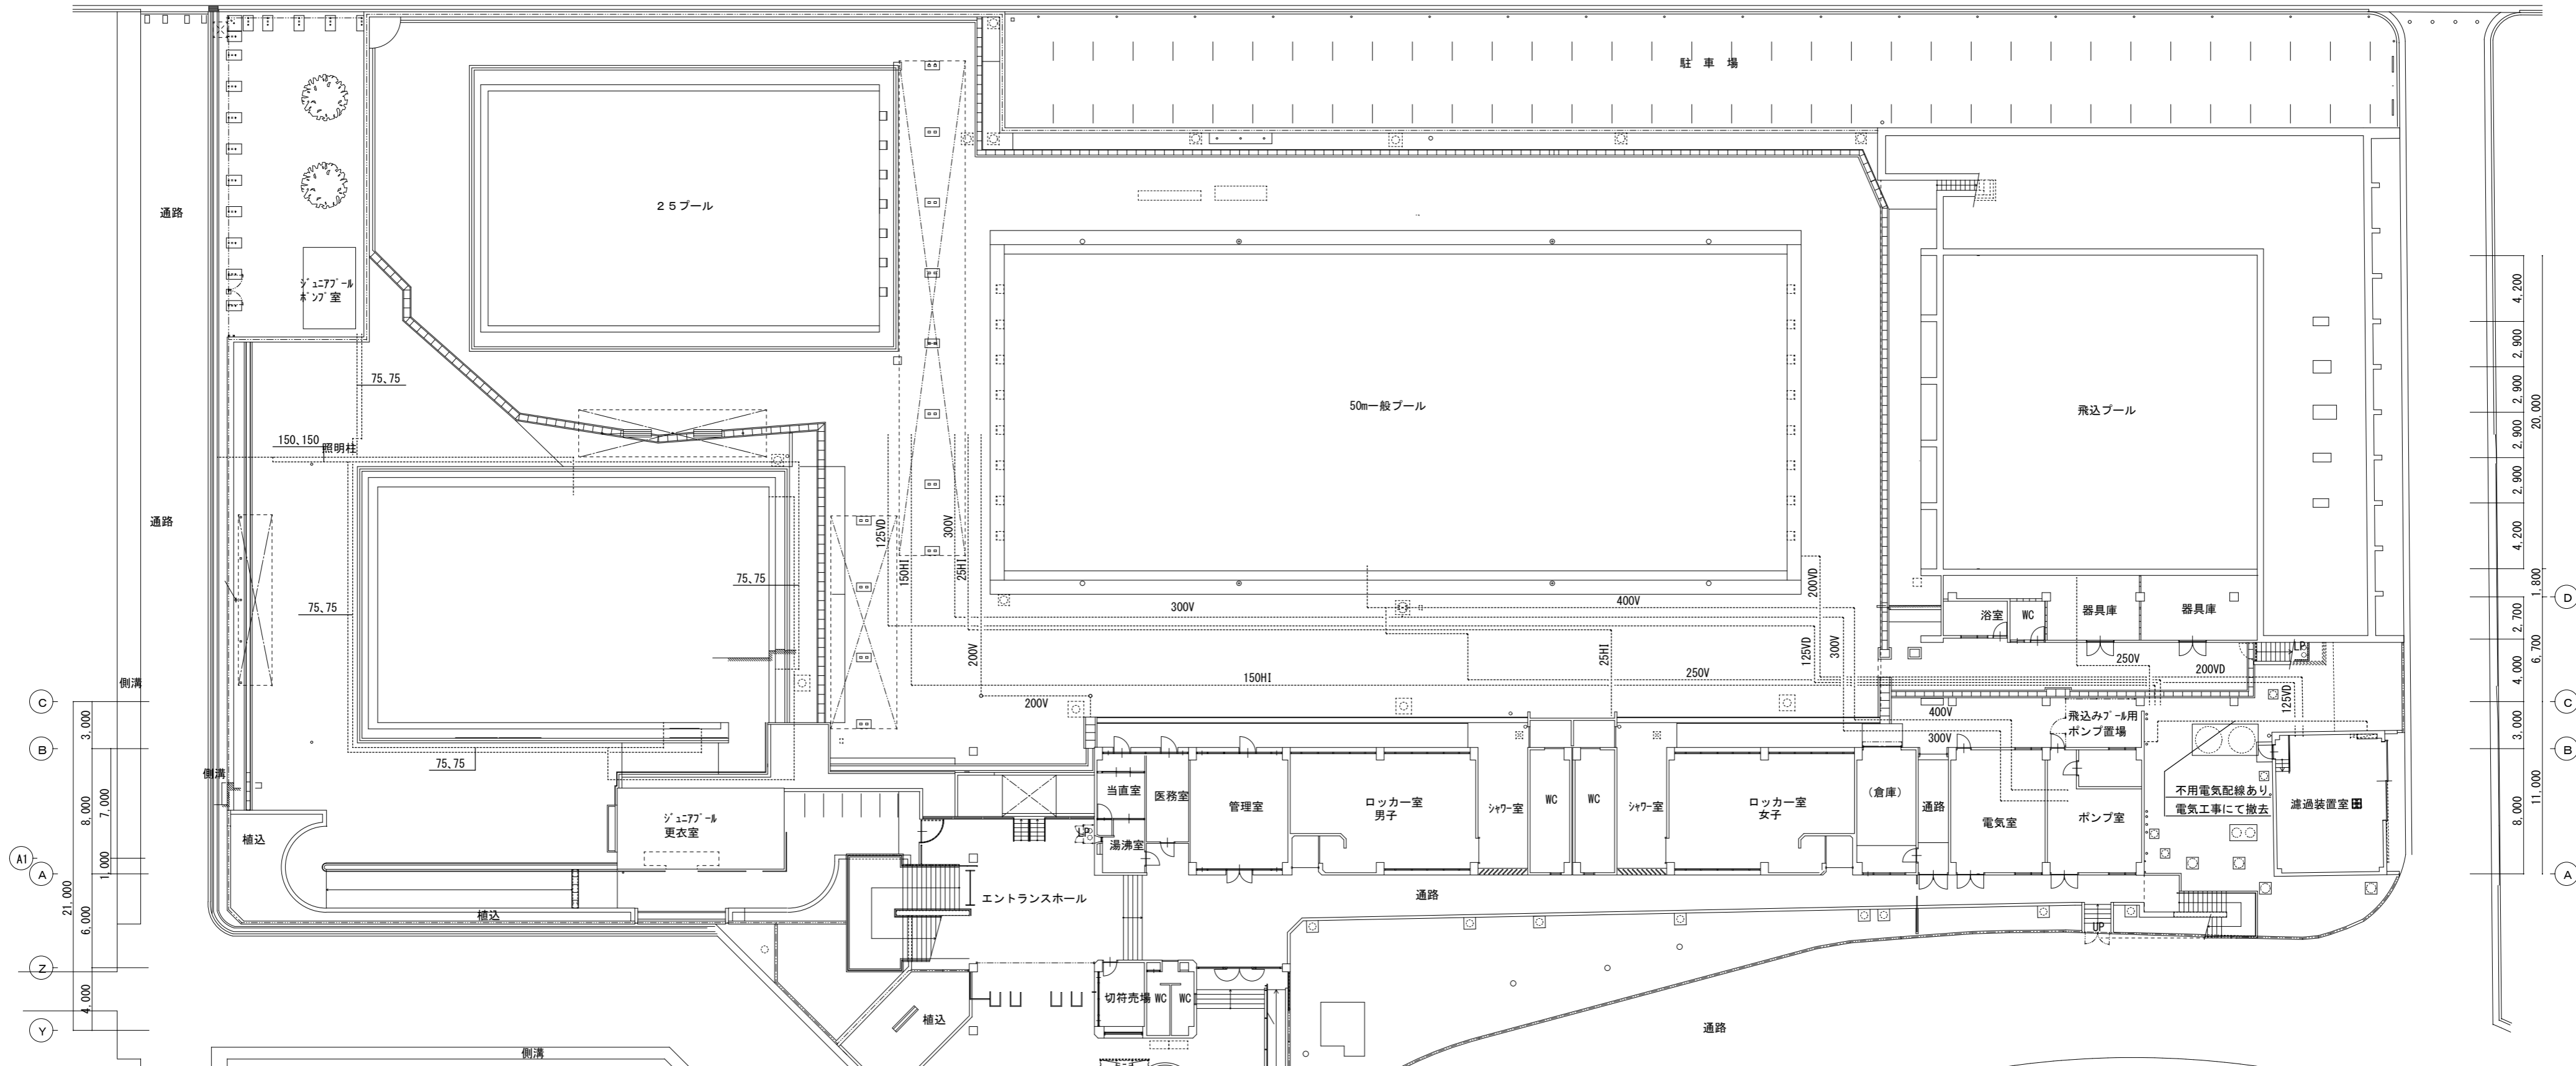 駐 車 場
通路
２５プール
ｼﾞｭﾆｱﾌﾟｰﾙ
ﾎﾟﾝﾌﾟ室
4,200
2,900
2,900
2,900
2,900
4,200
20,000
75、75
50m一般プール
飛込プール
150、150
照明柱
通路
125VD
300V
150HI
25HI
75、75
75、75
200VD
300V
400V
1,800
D
浴室
WC
器具庫
器具庫
2,700
6,700
200V
25HI
125VD
300V
LP
250V
200VD
4,000
側溝
150HI
250V
125VD
C
3,000
200V
400V
飛込みﾌﾟｰﾙ用
ﾎﾟﾝﾌﾟ置場
C
3,000
B
300V
B
75、75
側溝
7,000
8,000
当直室
医務室
管理室
ロッカー室
男子
ｼｬﾜｰ室
WC
WC
ｼｬﾜｰ室
ロッカー室
女子
(倉庫)
通路
電気室
ポンプ室
不用電気配線あり。
電気工事にて撤去
濾過装置室
8,000
11,000
植込
ｼﾞｭﾆｱﾌﾟｰﾙ
更衣室
LP
湯沸室
A1
1,000
A
A
21,000
6,000
植込
エントランスホール
通路
UP
Z
4,000
切符売場
WC
WC
Y
植込
通路
側溝